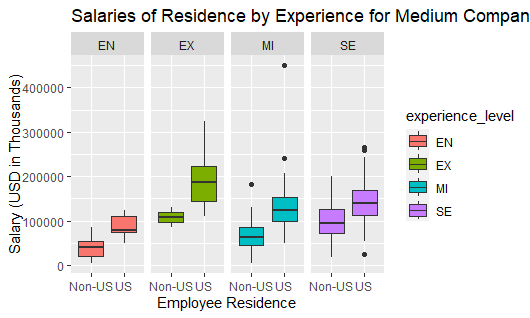 Salaries of Residence by Experience for Medium Compan
EN EX MI SE
400000
300000
200000
100000
0
Salary (USD in Thousands)
Non-US US Non-US US Non-US US Non-US US
Employee Residence
experience_level
EN
EX
MI
SE